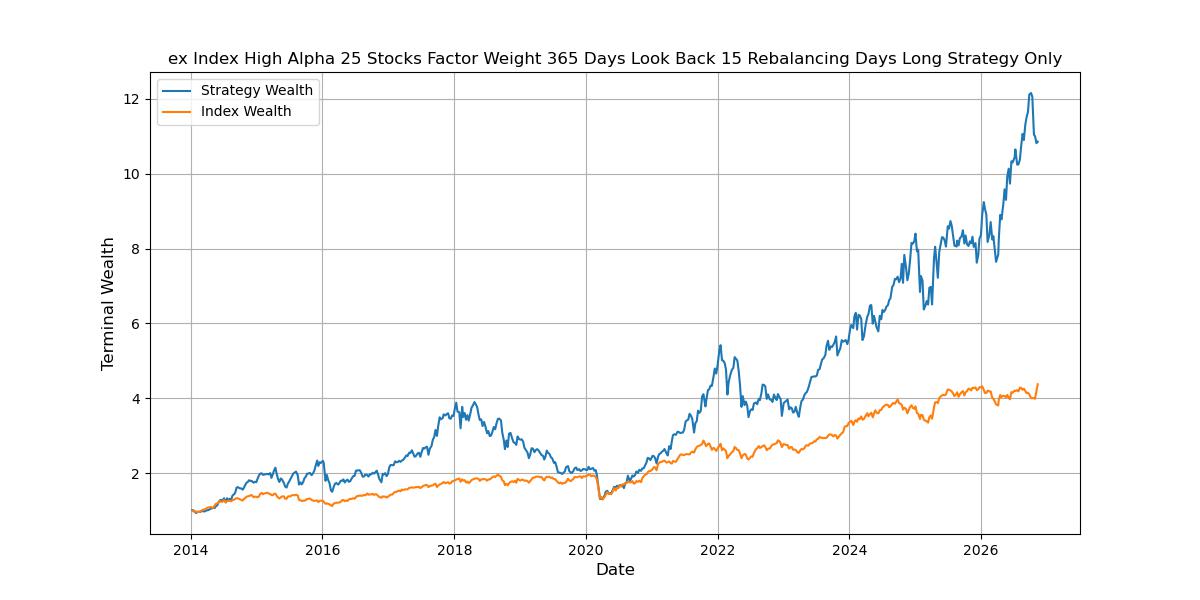 ex Index High Alpha 25 Stocks Factor Weight 365 Days Look Back 15 Rebalancing Days Long Strategy Only
Strategy Wealth
Index Wealth
12
10
8
6
4
2
Terminal Wealth
2014
2016
2018
2020
2022
2024
2026
Date